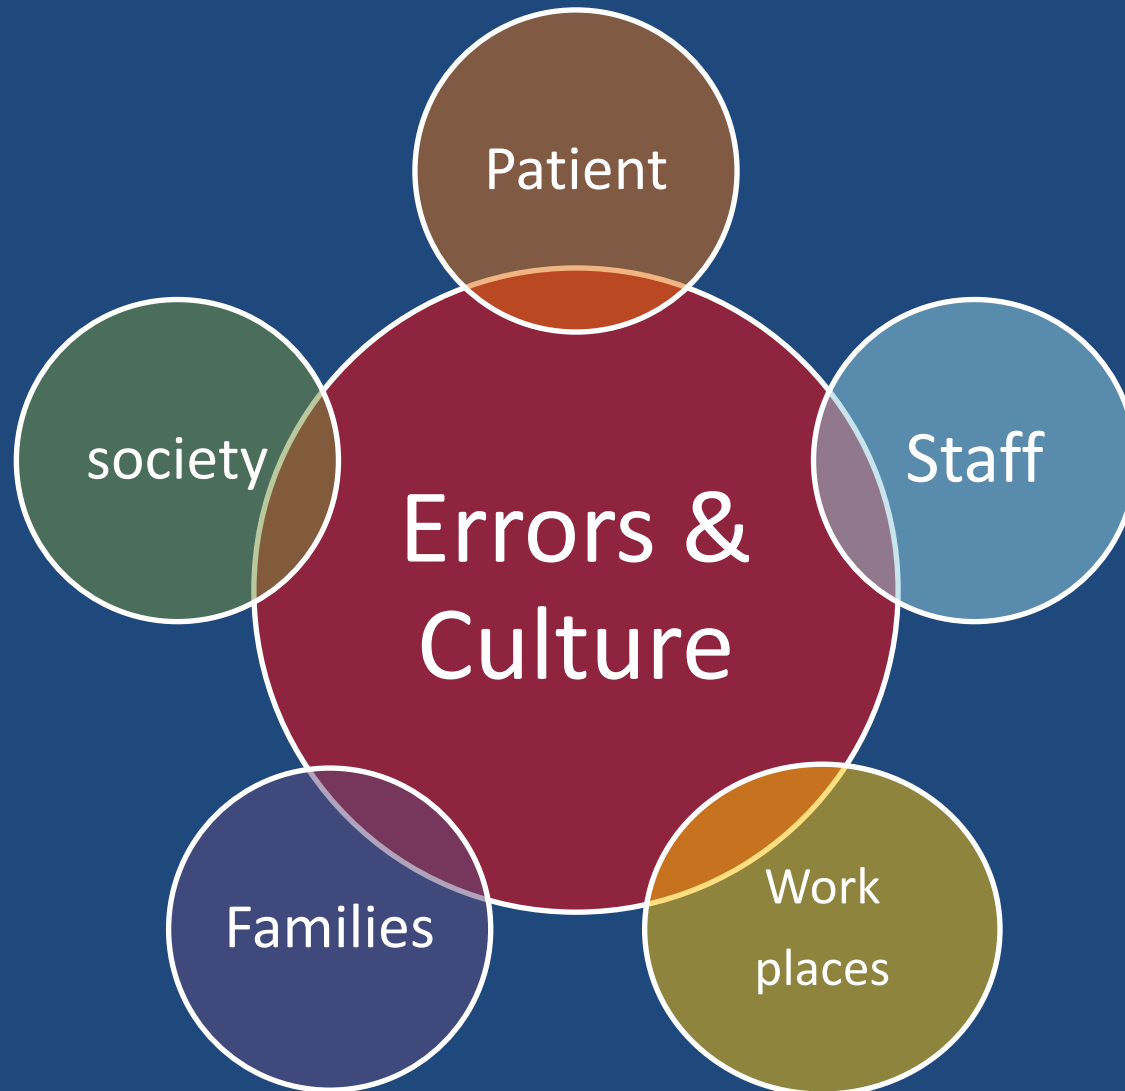 Patient
society
Staff
Errors &
Culture
Families
Work
places